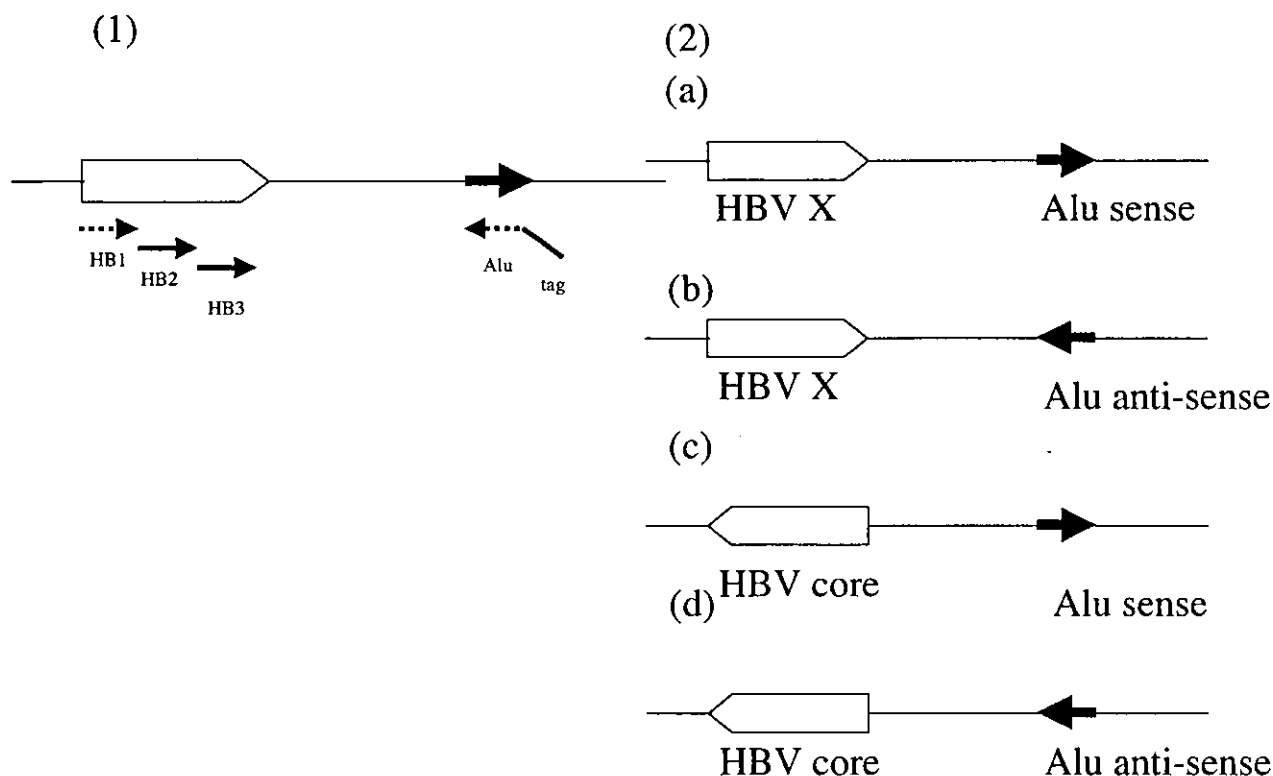 (1)
HB1
HB2
HB3
Alu
tag
(2)
(a)
HBV X
Alu sense
(b)
HBV X
Alu anti-sense
(c)
HBV core
Alu sense
(d)
HBV core
Alu anti-sense